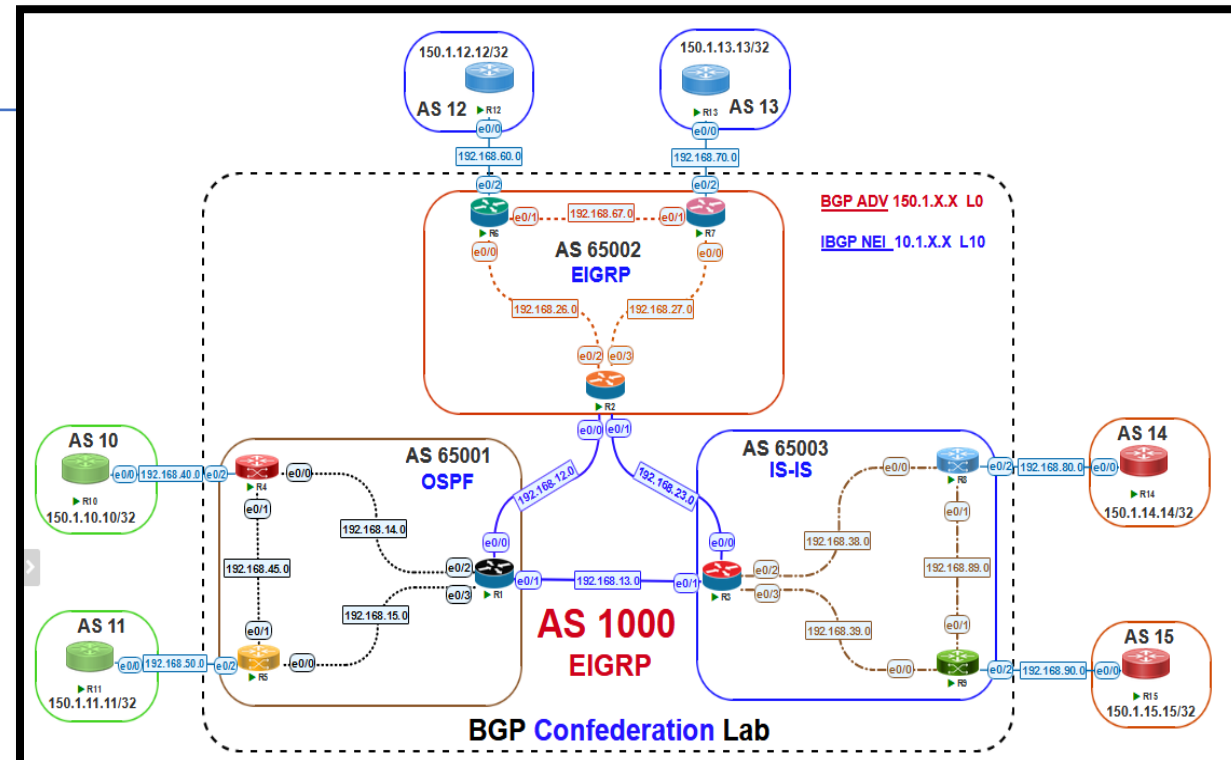 150.1.12.12/32
AS 12
R12
e0/0
192.168.60.0
e0/2
150.1.13.13/32
AS 13
R13
e0/0
192.168.70.0
e0/2
BGP ADV 150.1.X.X L0
IBGP NEI 10.1.X.X L10
R6
e0/1
192.168.67.0
e0/1
R7
e0/0
AS 65002
EIGRP
e0/0
192.168.26.0
192.168.27.0
e0/2
e0/3
R2
e0/0
e0/1
192.168.12.0
192.168.23.0
AS 10
R10
150.1.10.10/32
e0/0
192.168.40.0
e0/2
AS 65001
OSPF
R4
e0/0
e0/1
192.168.14.0
192.168.45.0
192.168.15.0
e0/0
e0/2
e0/1
e0/3
R1
192.168.13.0
AS 11
R11
150.1.11.11/32
e0/0
192.168.50.0
e0/2
e0/1
R5
e0/0
AS 1000
EIGRP
AS 65003
IS-IS
e0/0
e0/1
e0/2
e0/3
R3
192.168.38.0
192.168.39.0
192.168.89.0
e0/0
R8
e0/1
e0/2
192.168.80.0
e0/0
AS 14
R14
150.1.14.14/32
e0/1
e0/0
R9
e0/2
192.168.90.0
e0/0
AS 15
R15
150.1.15.15/32
BGP Confederation Lab